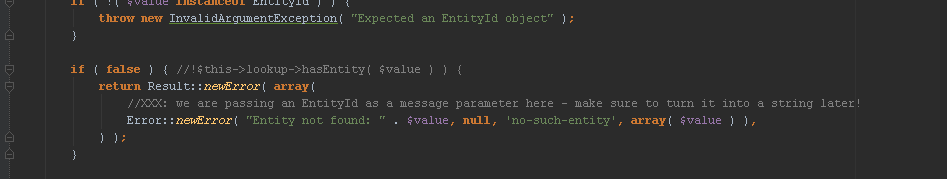 if ( !( $value instanceof EntityId ) ) {
throw new InvalidArgumentException( "Expected an EntityId object" );
}
if ( false ) { //!$this->lookup->hasEntity( $value ) ) {
return Result::newError( array(
//XXX: we are passing an EntityId as a message parameter here - make sure to turn it into a string later!
Error::newError( "Entity not found: " . $value, null, 'no-such-entity', array( $value ) ),
) );
}